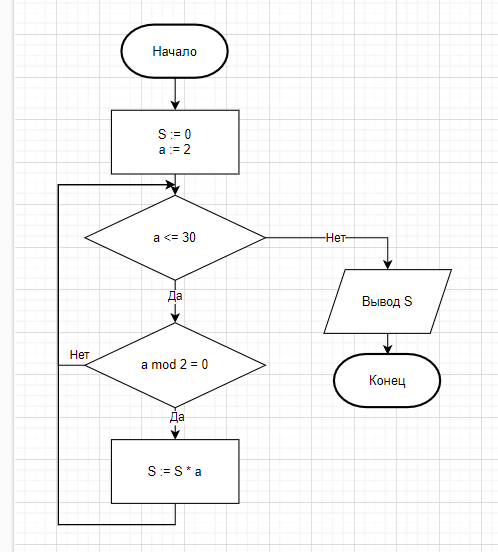 Начало
S := 0
a := 2
a <= 30
Нет
Да
Вывод S
Нет
a mod 2 = 0
Конец
Да
S := S * a